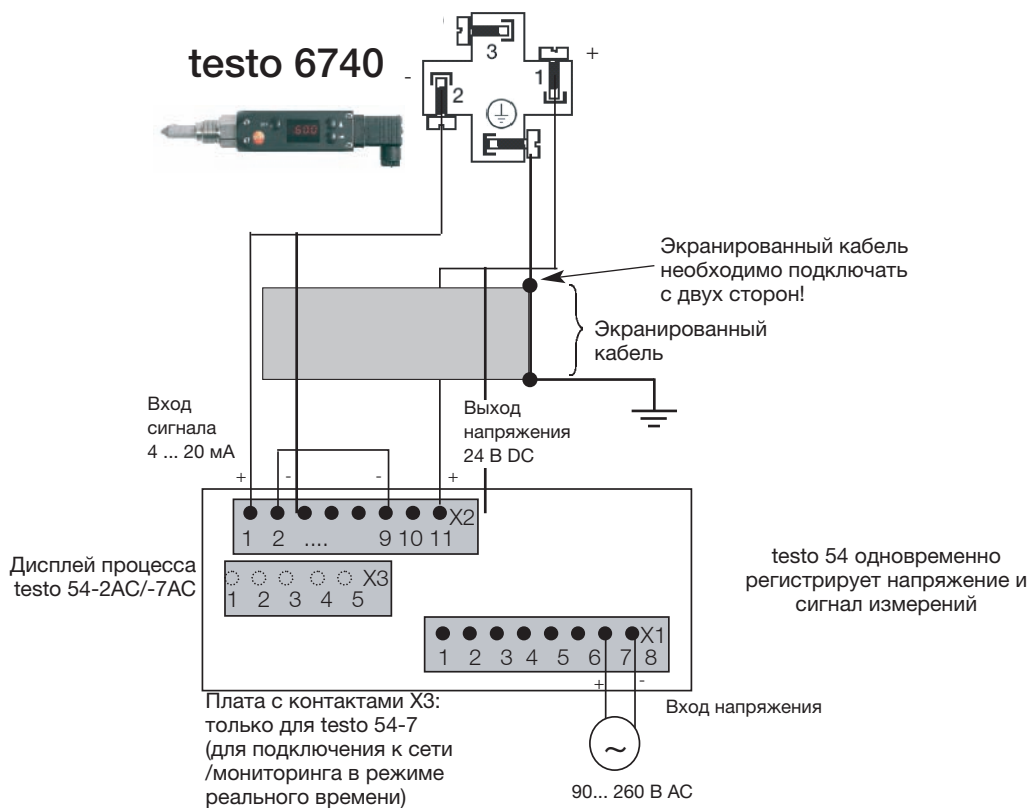 testo 6740
3
+
1
-
2
600
Экранированный кабель
необходимо подключать
с двух сторон!
Экранированный
кабель
Вход
сигнала
4 ... 20 мА
Выход
напряжения
24 В DC
+ - - +
X2
1 2 .... 9 10 11
Дисплей процесса
testo 54-2AC/-7AC
X3
1 2 3 4 5
testo 54 одновременно
регистрирует напряжение и
сигнал измерений
X1
1 2 3 4 5 6 7 8
+ -
Плата с контактами X3:
только для testo 54-7
(для подключения к сети
/мониторинга в режиме
реального времени)
Вход напряжения
~
90... 260 В AC